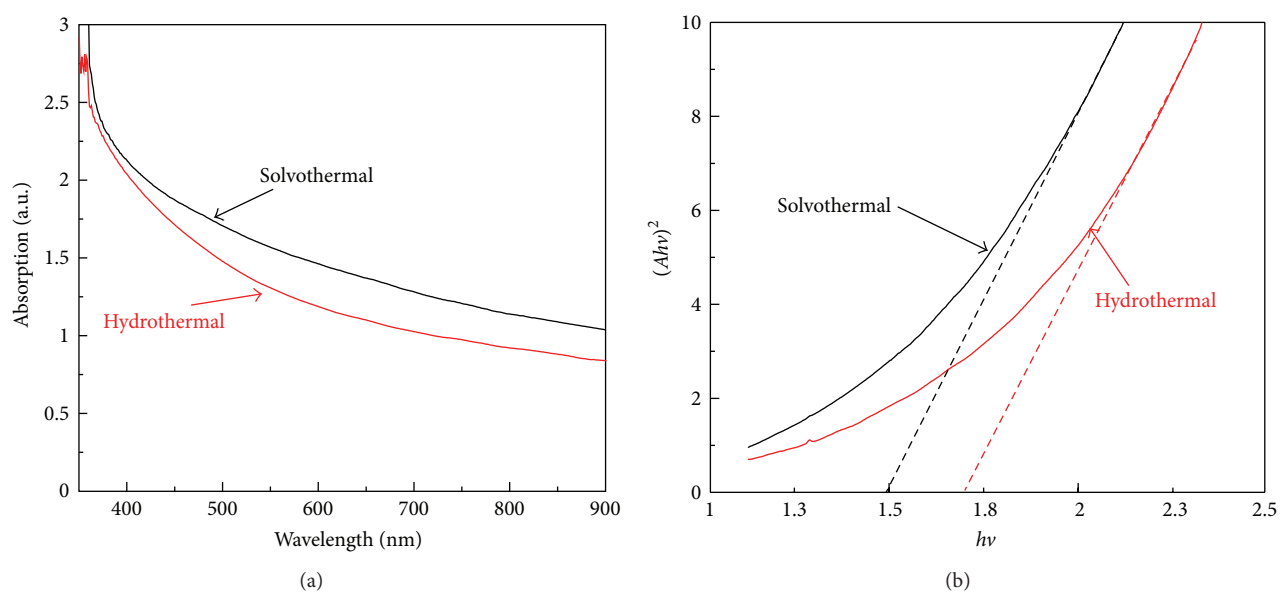 3
2.5
2
1.5
1
0.5
0
400
500
600
700
800
900
Absorption (a.u.)
Wavelength (nm)
Solvothermal
Hydrothermal
(a)
10
8
6
4
2
0
1
1.3
1.5
1.8
2
2.3
2.5
(Ahν)²
hν
Solvothermal
Hydrothermal
(b)